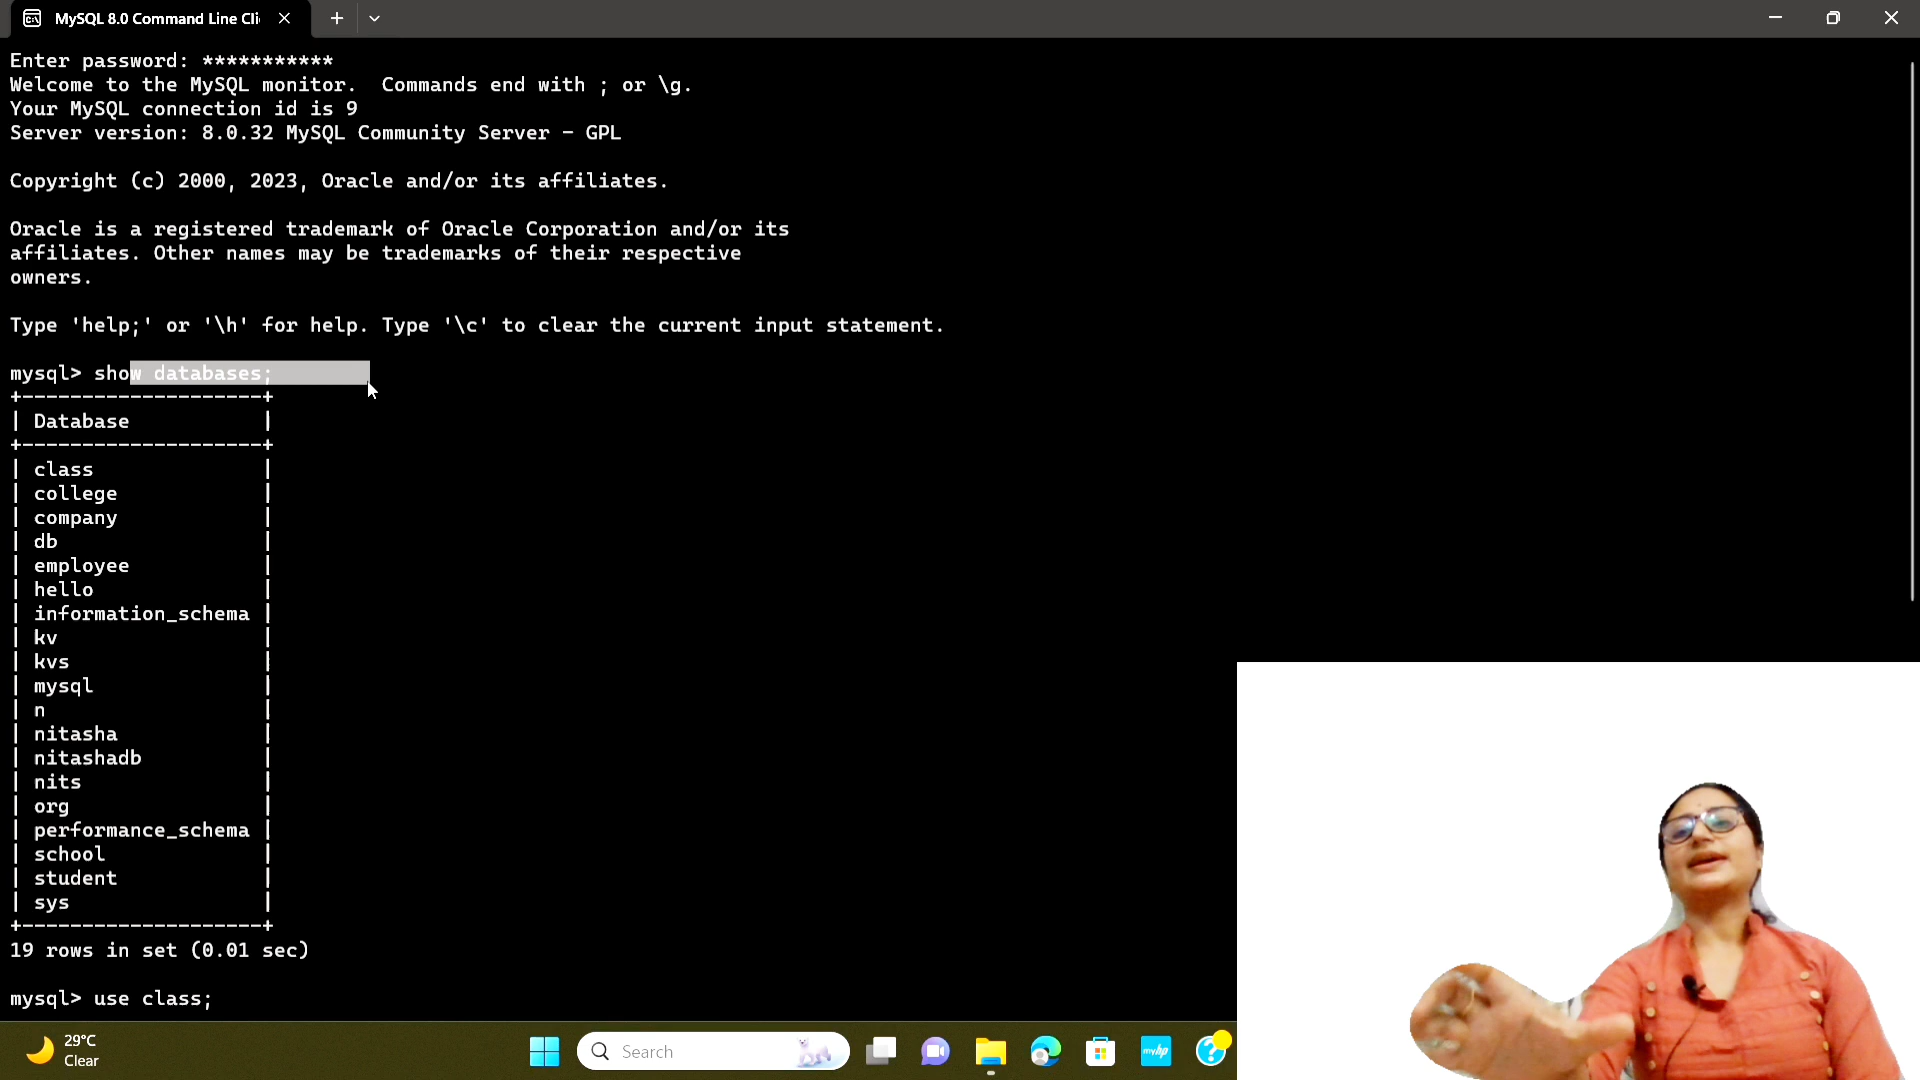 MySQL 8.0 Command Line Cli
Enter password: ***********
Welcome to the MySQL monitor.  Commands end with ; or \g.
Your MySQL connection id is 9
Server version: 8.0.32 MySQL Community Server - GPL
Copyright (c) 2000, 2023, Oracle and/or its affiliates.
Oracle is a registered trademark of Oracle Corporation and/or its
affiliates. Other names may be trademarks of their respective
owners.
Type 'help;' or '\h' for help. Type '\c' to clear the current input statement.
mysql> show databases;
+--------------------+
| Database           |
+--------------------+
| class              |
| college            |
| company            |
| db                 |
| employee           |
| hello              |
| information_schema |
| kv                 |
| kvs                |
| mysql              |
| n                  |
| nitasha            |
| nitashadb          |
| nits               |
| org                |
| performance_schema |
| school             |
| student            |
| sys                |
+--------------------+
19 rows in set (0.01 sec)
mysql> use class;
29°C
Clear
Search
myhp